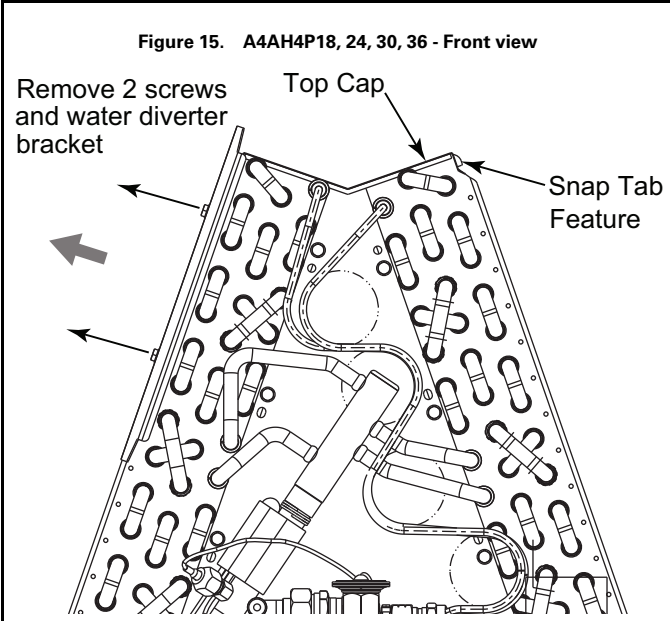 Figure 15. A4AH4P18, 24, 30, 36 - Front view
Remove 2 screws
and water diverter
bracket
Top Cap
Snap Tab
Feature